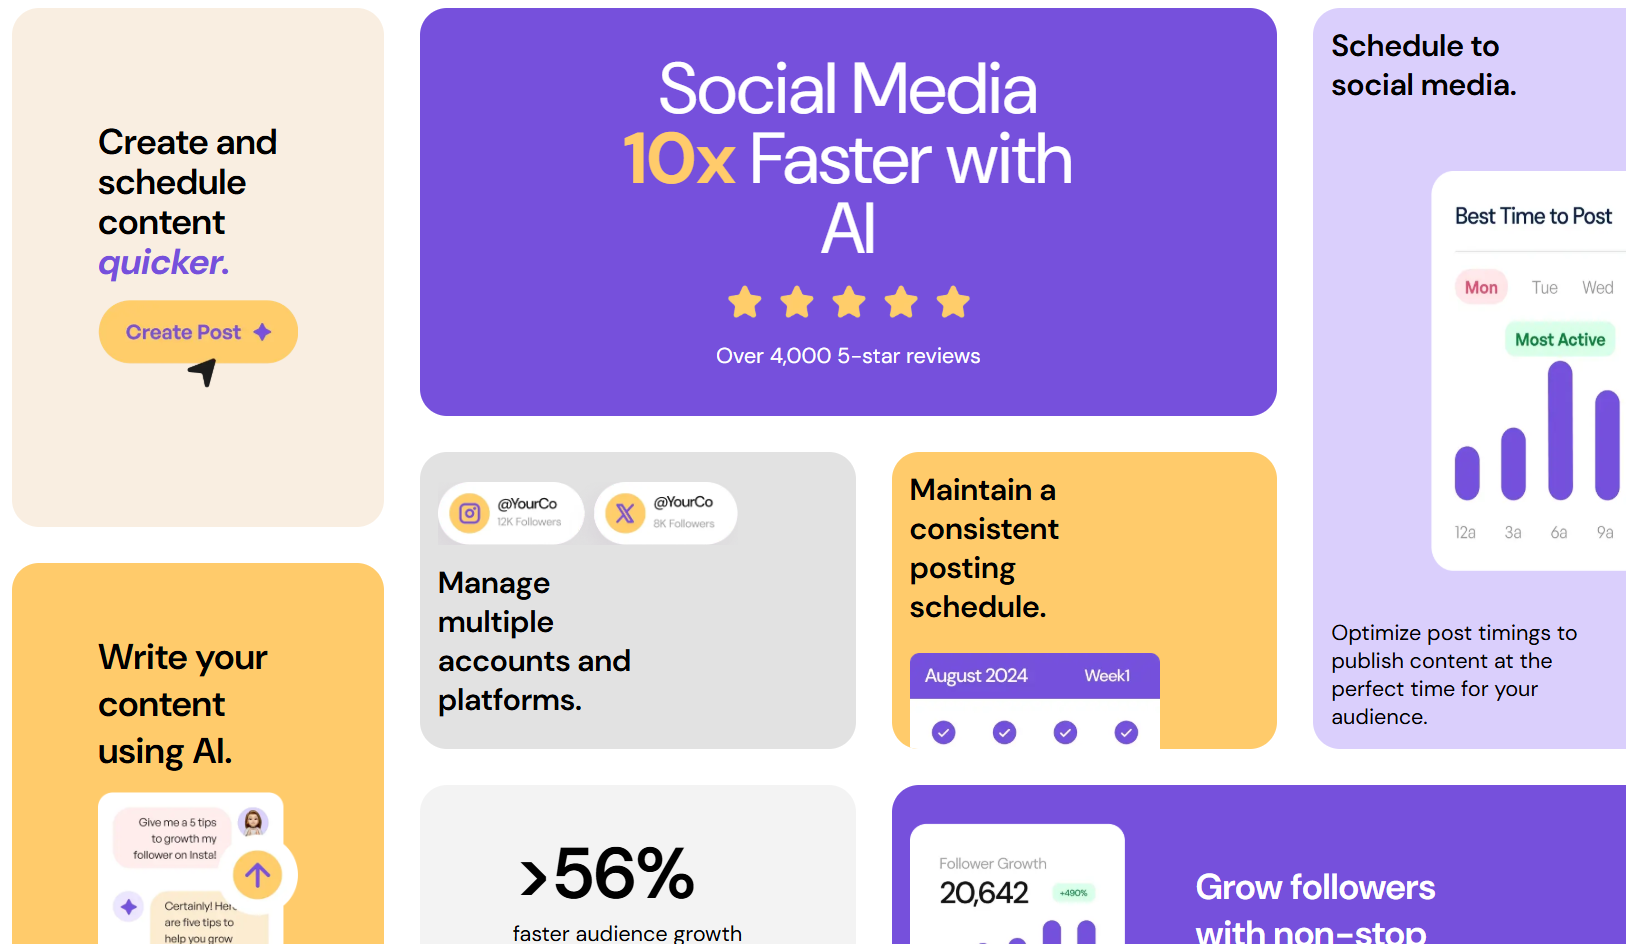 Create and
schedule
content
quicker.
Create Post
Write your
content
using AI.
Give me a 5 tips
to growth my
follower on Insta!
Certainly! Here
are five tips to
help you grow
Social Media
10x Faster with
AI
Over 4,000 5-star reviews
@YourCo
12K Followers
@YourCo
8K Followers
Manage
multiple
accounts and
platforms.
Maintain a
consistent
posting
schedule.
August 2024 Week1
>56%
faster audience growth
Schedule to
social media.
Best Time to Post
Mon Tue Wed
Most Active
12a 3a 6a 9a
Optimize post timings to
publish content at the
perfect time for your
audience.
Follower Growth
20,642 +490%
Grow followers
with non-stop